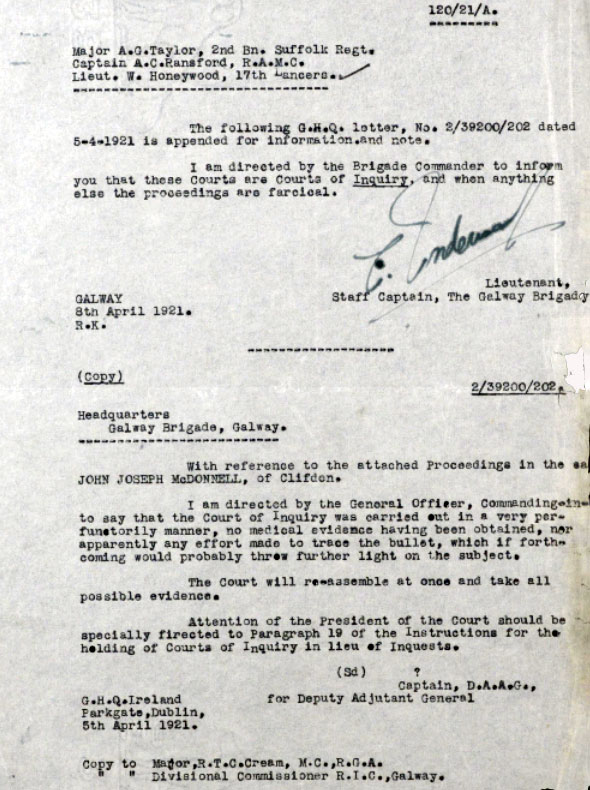 120/21/A.
Major A.G.Taylor, 2nd Bn. Suffolk Regt.
Captain A.C.Ransford, R.A.M.C.
Lieut. W. Honeywood, 17th Lancers.
The following G.H.Q. letter, No. 2/39200/202 dated
5-4-1921 is appended for information.and note.
I am directed by the Brigade Commander to inform
you that these Courts are Courts of Inquiry, and when anything
else the proceedings are farcical.
Lieutenant,
GALWAY Staff Captain, The Galway Brigade
8th April 1921.
R.K.
(Copy)
2/39200/202.
Headquarters
Galway Brigade, Galway.
With reference to the attached Proceedings in the
JOHN JOSEPH McDONNELL, of Clifden.
I am directed by the General Officer, Commanding-in-
to say that the Court of Inquiry was carried out in a very per-
functorily manner, no medical evidence having been obtained, nor
apparently any effort made to trace the bullet, which if forth-
coming would probably throw further light on the subject.
The Court will re-assemble at once and take all
possible evidence.
Attention of the President of the Court should be
specially firected to Paragraph 19 of the Instructions for the
holding of Courts of Inquiry in lieu of Inquests.
(Sd) ?
Captain, D.A.A.G.,
G.H.Q.Ireland for Deputy Adjutant General
Parkgate,Dublin,
5th April 1921.
Copy to Major,R.T.C.Cream, M.C.,R.G.A.
" " Divisional Commissioner R.I.C.,Galway.